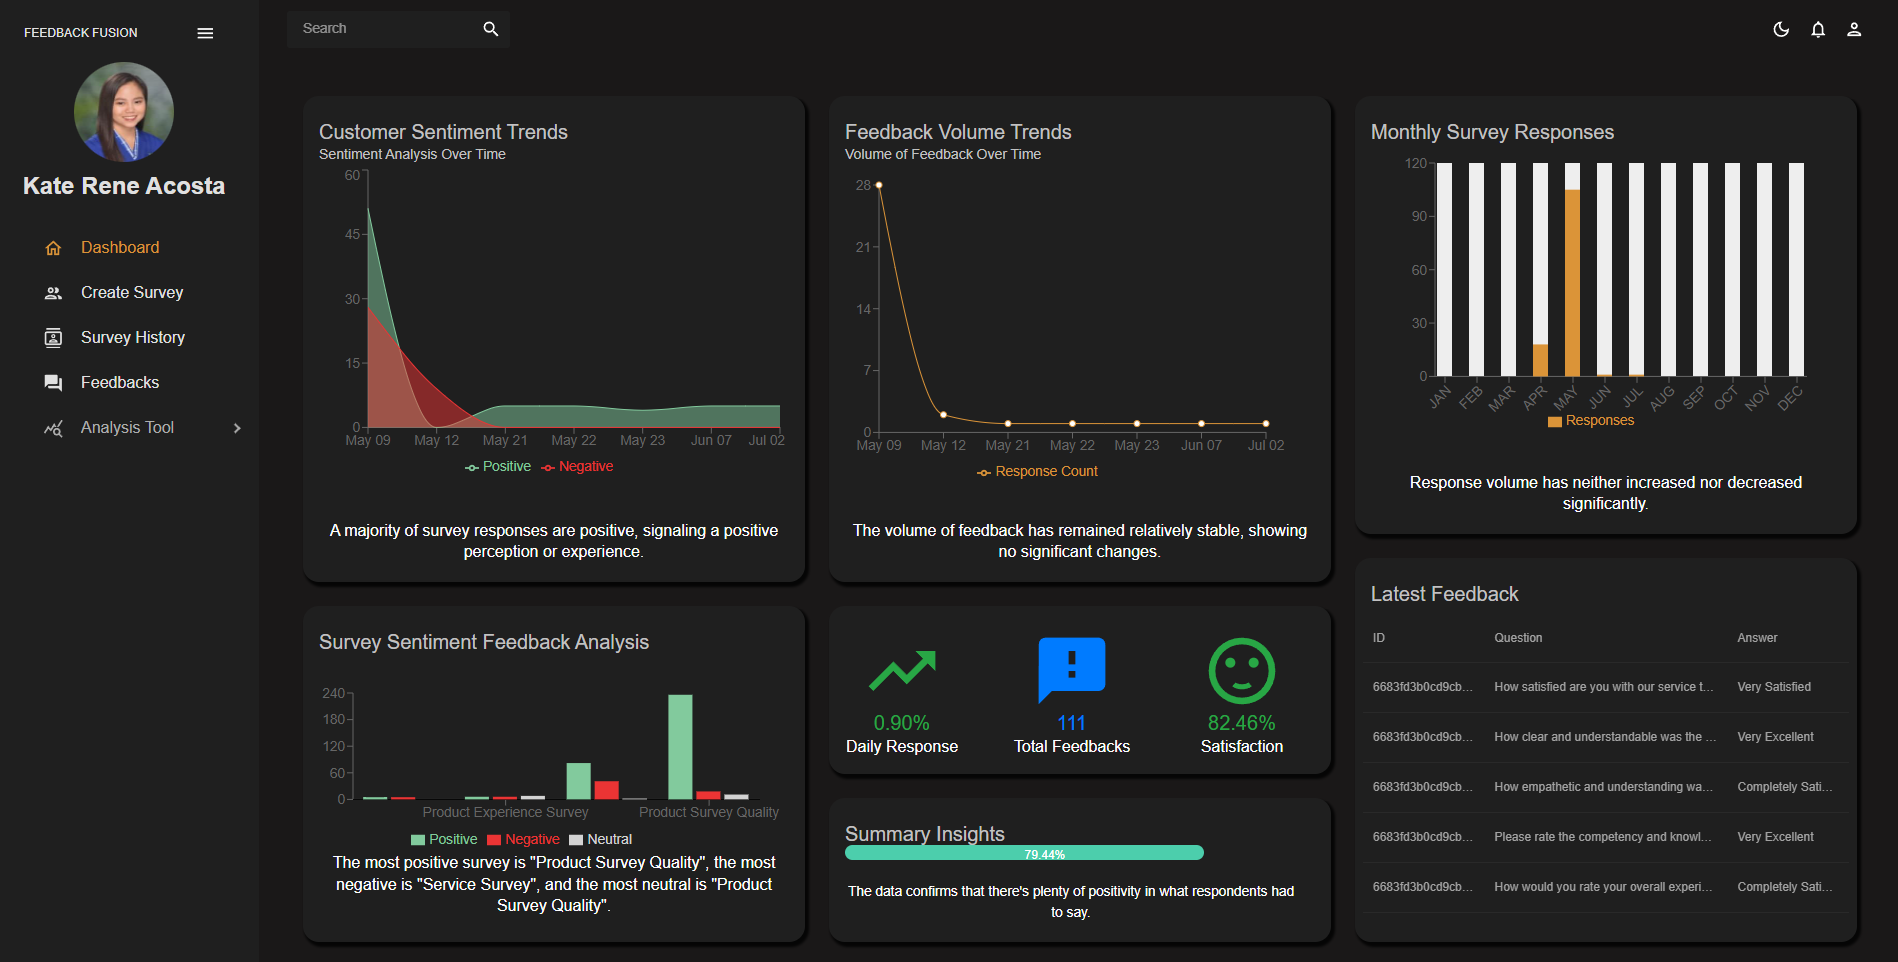 FEEDBACK FUSION
Kate Rene Acosta
Dashboard
Create Survey
Survey History
Feedbacks
Analysis Tool
Search
Customer Sentiment Trends
Sentiment Analysis Over Time
60
45
30
15
0
May 09 May 12 May 21 May 22 May 23 Jun 07 Jul 02
Positive Negative
A majority of survey responses are positive, signaling a positive
perception or experience.
Feedback Volume Trends
Volume of Feedback Over Time
28
21
14
7
0
May 09 May 12 May 21 May 22 May 23 Jun 07 Jul 02
Response Count
The volume of feedback has remained relatively stable, showing
no significant changes.
Monthly Survey Responses
120
90
60
30
0
JAN FEB MAR APR MAY JUN JUL AUG SEP OCT NOV DEC
Responses
Response volume has neither increased nor decreased
significantly.
Survey Sentiment Feedback Analysis
240
180
120
60
0
Product Experience Survey Product Survey Quality
Positive Negative Neutral
The most positive survey is "Product Survey Quality", the most
negative is "Service Survey", and the most neutral is "Product
Survey Quality".
0.90% 111 82.46%
Daily Response Total Feedbacks Satisfaction
Summary Insights
79.44%
The data confirms that there's plenty of positivity in what respondents had
to say.
Latest Feedback
ID Question Answer
6683fd3b0cd9cb... How satisfied are you with our service t... Very Satisfied
6683fd3b0cd9cb... How clear and understandable was the ... Very Excellent
6683fd3b0cd9cb... How empathetic and understanding wa... Completely Sati...
6683fd3b0cd9cb... Please rate the competency and knowl... Very Excellent
6683fd3b0cd9cb... How would you rate your overall experi... Completely Sati...